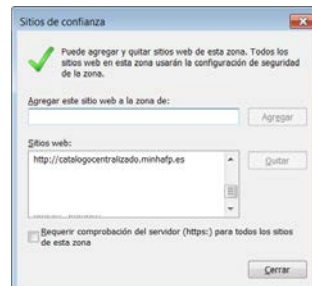 Sitios de confianza
Puede agregar y quitar sitios web de esta zona. Todos los
sitios web en esta zona usarán la configuración de seguridad
de la zona.
Agregar este sitio web a la zona de:
Agregar
Sitios web:
http://catalogocentralizado.minhafp.es
Quitar
Requerir comprobación del servidor (https:) para todos los sitios
de esta zona
Cerrar